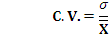 C. V. = σ / X̄